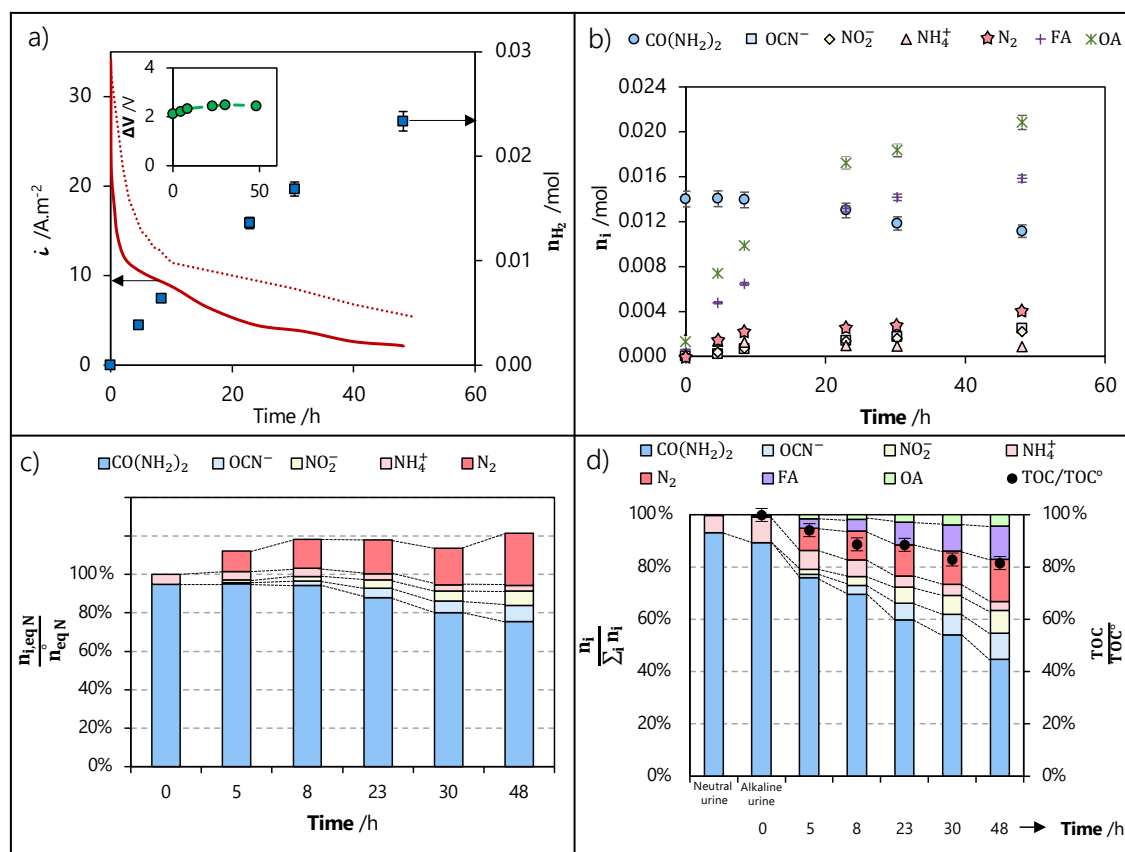 a)
30
20
10
0
i /A.m⁻²
0 20 40 60
Time /h
0.03
0.02
0.01
0.00
n_H₂ /mol
4
2
0
ΔV /V
0 50
b)
CO(NH₂)₂ OCN⁻ NO₂⁻ NH₄⁺ N₂ FA OA
0.024
0.020
0.016
0.012
0.008
0.004
0.000
n_i /mol
0 20 40 60
Time /h
c)
CO(NH₂)₂ OCN⁻ NO₂⁻ NH₄⁺ N₂
100%
80%
60%
40%
20%
0%
n_i,eq N
n°_eq N
0 5 8 23 30 48
Time /h
d)
CO(NH₂)₂ OCN⁻ NO₂⁻ NH₄⁺
N₂ FA OA TOC/TOC°
100% 100%
80% 80%
60% 60%
40% 40%
20% 20%
0% 0%
n_i
∑_i n_i
TOC
TOC°
Neutral urine
Alkaline urine
0 5 8 23 30 48 → Time /h